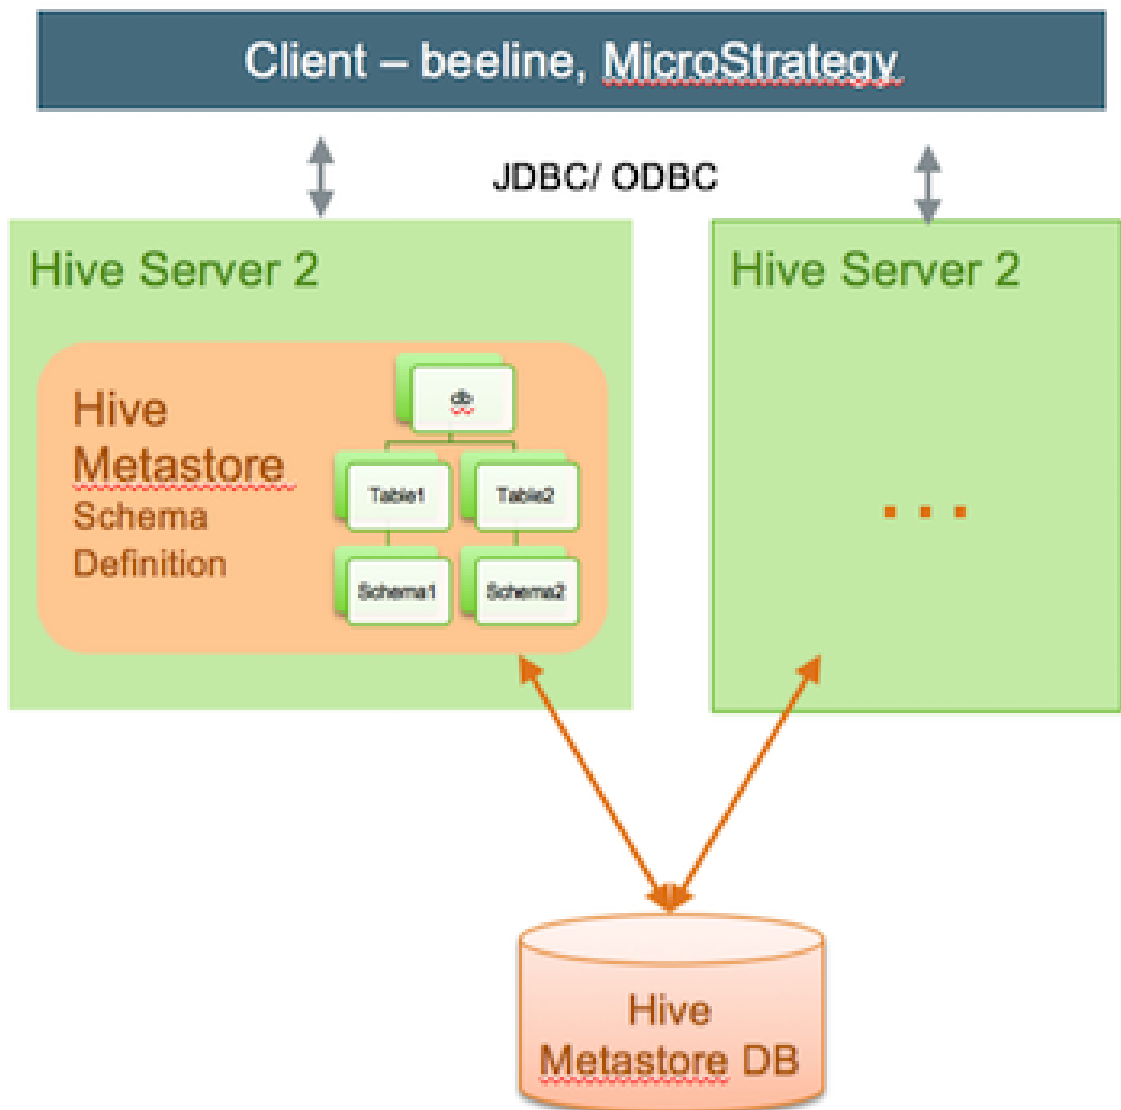 Client – beeline, MicroStrategy
JDBC/ ODBC
Hive Server 2
Hive Server 2
Hive
Metastore
Schema
Definition
db
Table1
Table2
Schema1
Schema2
...
Hive
Metastore DB